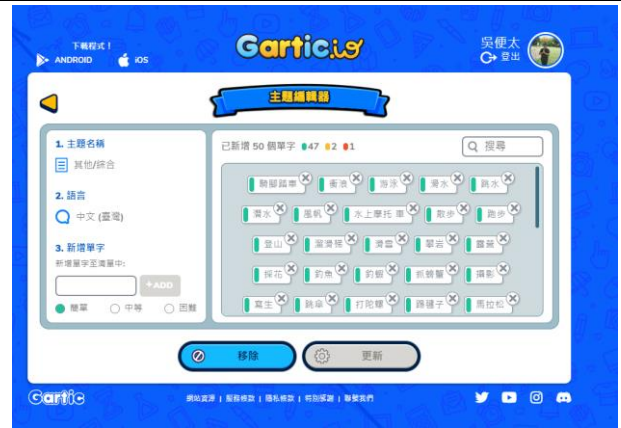 下載程式！
ANDROID iOS
Gartic.io
吳便太
登出
主題編輯器
1. 主題名稱
其他/綜合
2. 語言
中文 (臺灣)
3. 新增單字
新增單字至清單中:
+ADD
簡單 中等 困難
已新增 50 個單字 47 2 1
搜尋
騎腳踏車 衝浪 游泳 滑水 跳水
潛水 風帆 水上摩托車 散步 跑步
登山 溜滑梯 滑雪 攀岩 露營
採花 釣魚 釣蝦 抓螃蟹 攝影
寫生 跳傘 打陀螺 踢毽子 馬拉松
移除 更新
Gartic
網站資源 | 服務條款 | 隱私條款 | 特別感謝 | 聯繫我們